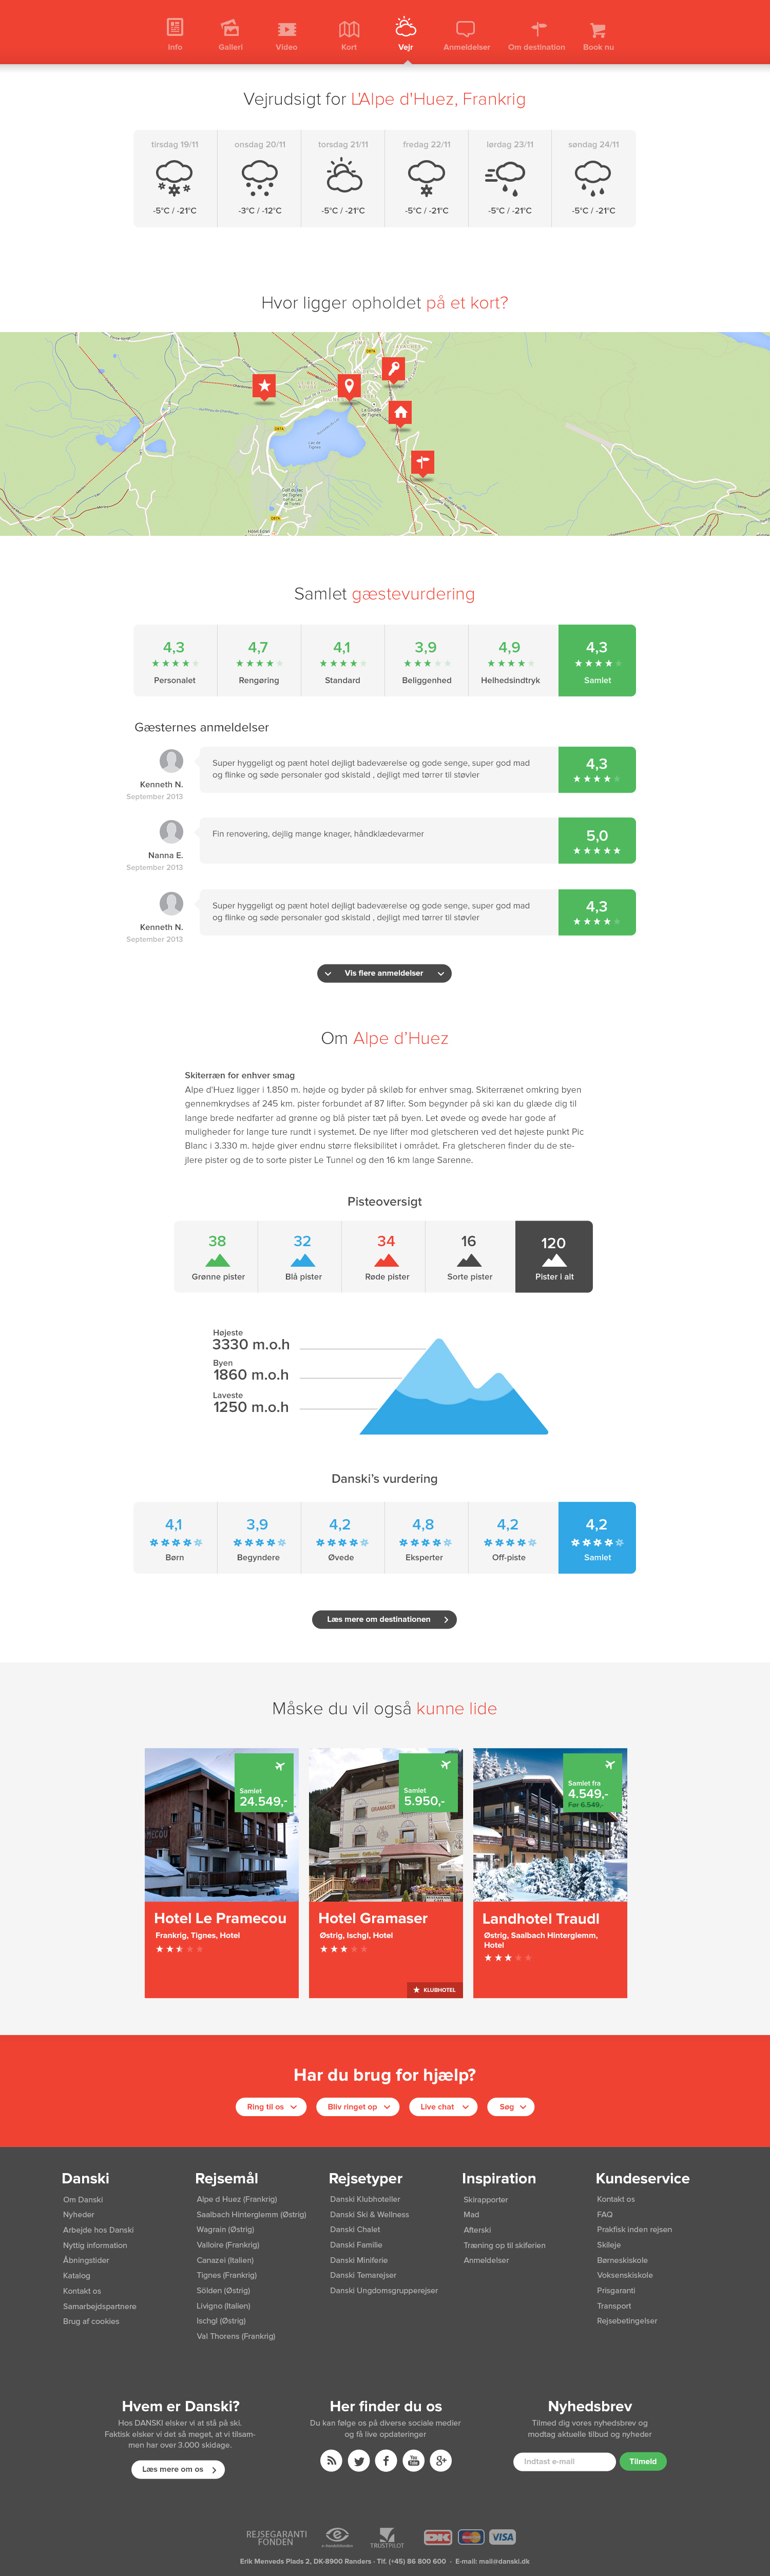 Info
Galleri
Video
Kort
Vejr
Anmeldelser
Om destination
Book nu
Vejrudsigt for L'Alpe d'Huez, Frankrig
tirsdag 19/11
onsdag 20/11
torsdag 21/11
fredag 22/11
lørdag 23/11
søndag 24/11
-5°C / -21°C
-3°C / -12°C
-5°C / -21°C
-5°C / -21°C
-5°C / -21°C
-5°C / -21°C
Hvor ligger opholdet på et kort?
Samlet gæstevurdering
4,3
4,7
4,1
3,9
4,9
4,3
Personalet
Rengøring
Standard
Beliggenhed
Helhedsindtryk
Samlet
Gæsternes anmeldelser
Kenneth N.
September 2013
Super hyggeligt og pænt hotel dejligt badeværelse og gode senge, super god mad
og flinke og søde personaler god skistald , dejligt med tørrer til støvler
4,3
Nanna E.
September 2013
Fin renovering, dejlig mange knager, håndklædevarmer
5,0
Kenneth N.
September 2013
Super hyggeligt og pænt hotel dejligt badeværelse og gode senge, super god mad
og flinke og søde personaler god skistald , dejligt med tørrer til støvler
4,3
Vis flere anmeldelser
Om Alpe d'Huez
Skiterræn for enhver smag
Alpe d'Huez ligger i 1.850 m. højde og byder på skiløb for enhver smag. Skiterrænet omkring byen
gennemkrydses af 245 km. pister forbundet af 87 lifter. Som begynder på ski kan du glæde dig til
lange brede nedfarter ad grønne og blå pister tæt på byen. Let øvede og øvede har gode af
muligheder for lange ture rundt i systemet. De nye lifter mod gletscheren ved det højeste punkt Pic
Blanc i 3.330 m. højde giver endnu større fleksibilitet i området. Fra gletscheren finder du de ste-
jlere pister og de to sorte pister Le Tunnel og den 16 km lange Sarenne.
Pisteoversigt
38
32
34
16
120
Grønne pister
Blå pister
Røde pister
Sorte pister
Pister i alt
Højeste
3330 m.o.h
Byen
1860 m.o.h
Laveste
1250 m.o.h
Danski's vurdering
4,1
3,9
4,2
4,8
4,2
4,2
Børn
Begyndere
Øvede
Eksperter
Off-piste
Samlet
Læs mere om destinationen
Måske du vil også kunne lide
Samlet
24.549,-
Hotel Le Pramecou
Frankrig, Tignes, Hotel
Samlet
5.950,-
GRAMASER
Hotel Gramaser
Østrig, Ischgl, Hotel
KLUBHOTEL
Samlet fra
4.549,-
Før 6.549,-
Landhotel Traudl
Østrig, Saalbach Hinterglemm,
Hotel
Har du brug for hjælp?
Ring til os
Bliv ringet op
Live chat
Søg
Danski
Om Danski
Nyheder
Arbejde hos Danski
Nyttig information
Åbningstider
Katalog
Kontakt os
Samarbejdspartnere
Brug af cookies
Rejsemål
Alpe d Huez (Frankrig)
Saalbach Hinterglemm (Østrig)
Wagrain (Østrig)
Valloire (Frankrig)
Canazei (Italien)
Tignes (Frankrig)
Sölden (Østrig)
Livigno (Italien)
Ischgl (Østrig)
Val Thorens (Frankrig)
Rejsetyper
Danski Klubhoteller
Danski Ski & Wellness
Danski Chalet
Danski Familie
Danski Miniferie
Danski Temarejser
Danski Ungdomsgrupperejser
Inspiration
Skirapporter
Mad
Afterski
Træning op til skiferien
Anmeldelser
Kundeservice
Kontakt os
FAQ
Prakfisk inden rejsen
Skileje
Børneskiskole
Voksenskiskole
Prisgaranti
Transport
Rejsebetingelser
Hvem er Danski?
Hos DANSKI elsker vi at stå på ski.
Faktisk elsker vi det så meget, at vi tilsam-
men har over 3.000 skidage.
Læs mere om os
Her finder du os
Du kan følge os på diverse sociale medier
og få live opdateringer
Nyhedsbrev
Tilmed dig vores nyhedsbrev og
modtag aktuelle tilbud og nyheder
Indtast e-mail
Tilmeld
REJSEGARANTI
FONDEN
TRUSTPILOT
DK
MasterCard
VISA
Erik Menveds Plads 2, DK-8900 Randers - Tlf. (+45) 86 800 600 - E-mail: mail@danski.dk